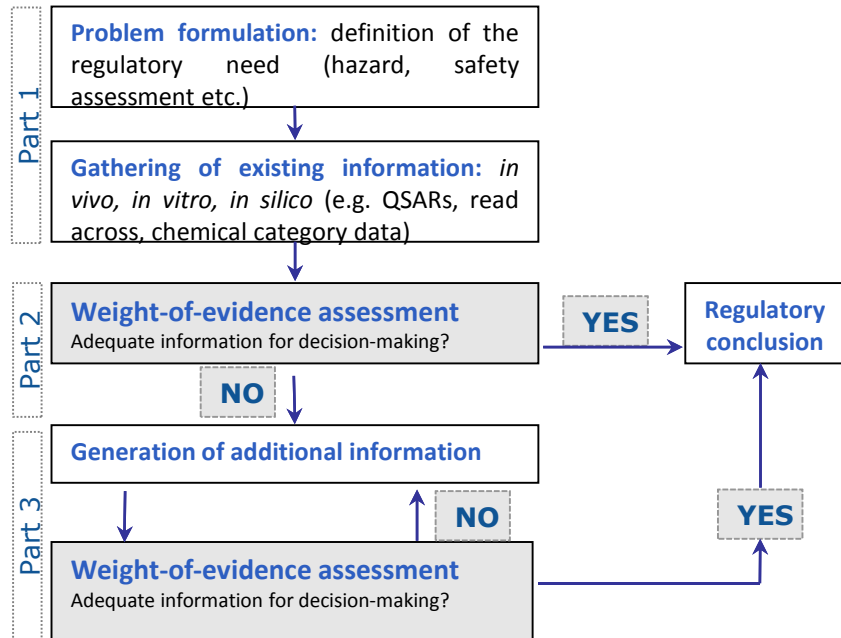 Part 1
Problem formulation: definition of the
regulatory need (hazard, safety
assessment etc.)
Gathering of existing information: in
vivo, in vitro, in silico (e.g. QSARs, read
across, chemical category data)
Part 2
Weight-of-evidence assessment
Adequate information for decision-making?
YES
Regulatory
conclusion
NO
Part 3
Generation of additional information
NO
YES
Weight-of-evidence assessment
Adequate information for decision-making?